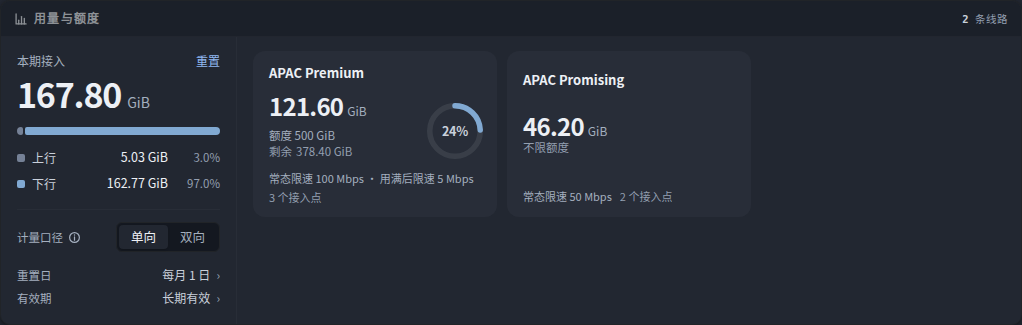 用量与额度
2 条线路
本期接入 重置
167.80 GiB
上行 5.03 GiB 3.0%
下行 162.77 GiB 97.0%
计量口径 单向 双向
重置日 每月 1 日 ›
有效期 长期有效 ›
APAC Premium
121.60 GiB
额度 500 GiB
剩余 378.40 GiB
24%
常态限速 100 Mbps · 用满后限速 5 Mbps
3 个接入点
APAC Promising
46.20 GiB
不限额度
常态限速 50 Mbps 2 个接入点